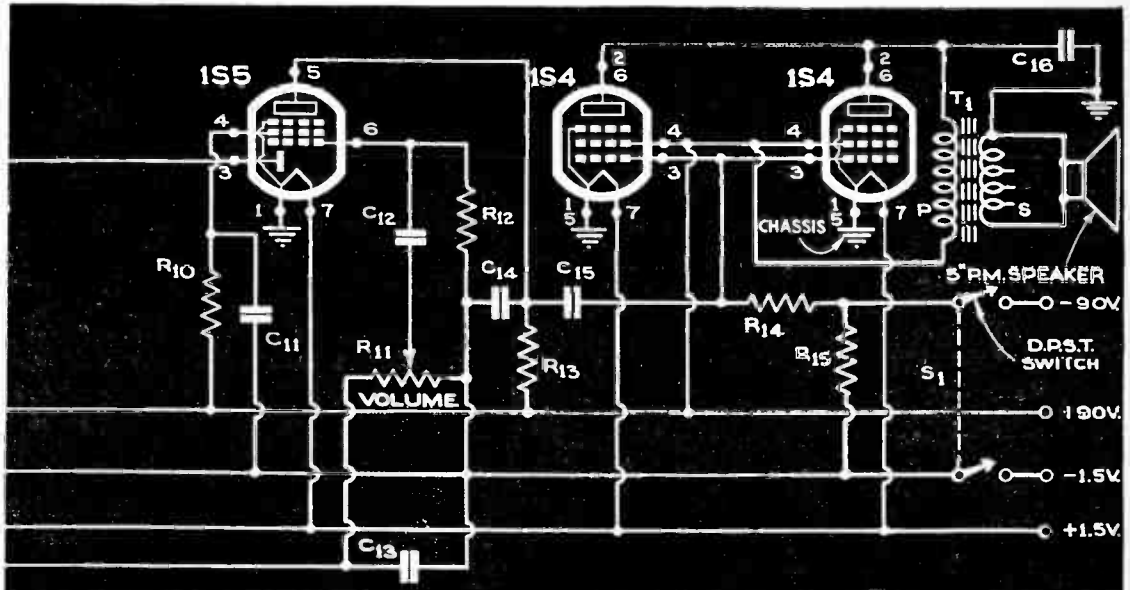 1S5
5
4
3
6
1
7
R10
C11
C12
R12
R11
VOLUME
C13
C14
C15
R13
1S4
2
6
4
3
1
5
7
CHASSIS
1S4
2
6
4
3
1
5
7
C16
T1
P
S
5" P.M. SPEAKER
R14
R15
S1
D.P.S.T.
SWITCH
-90V.
+90V.
-1.5V.
+1.5V.